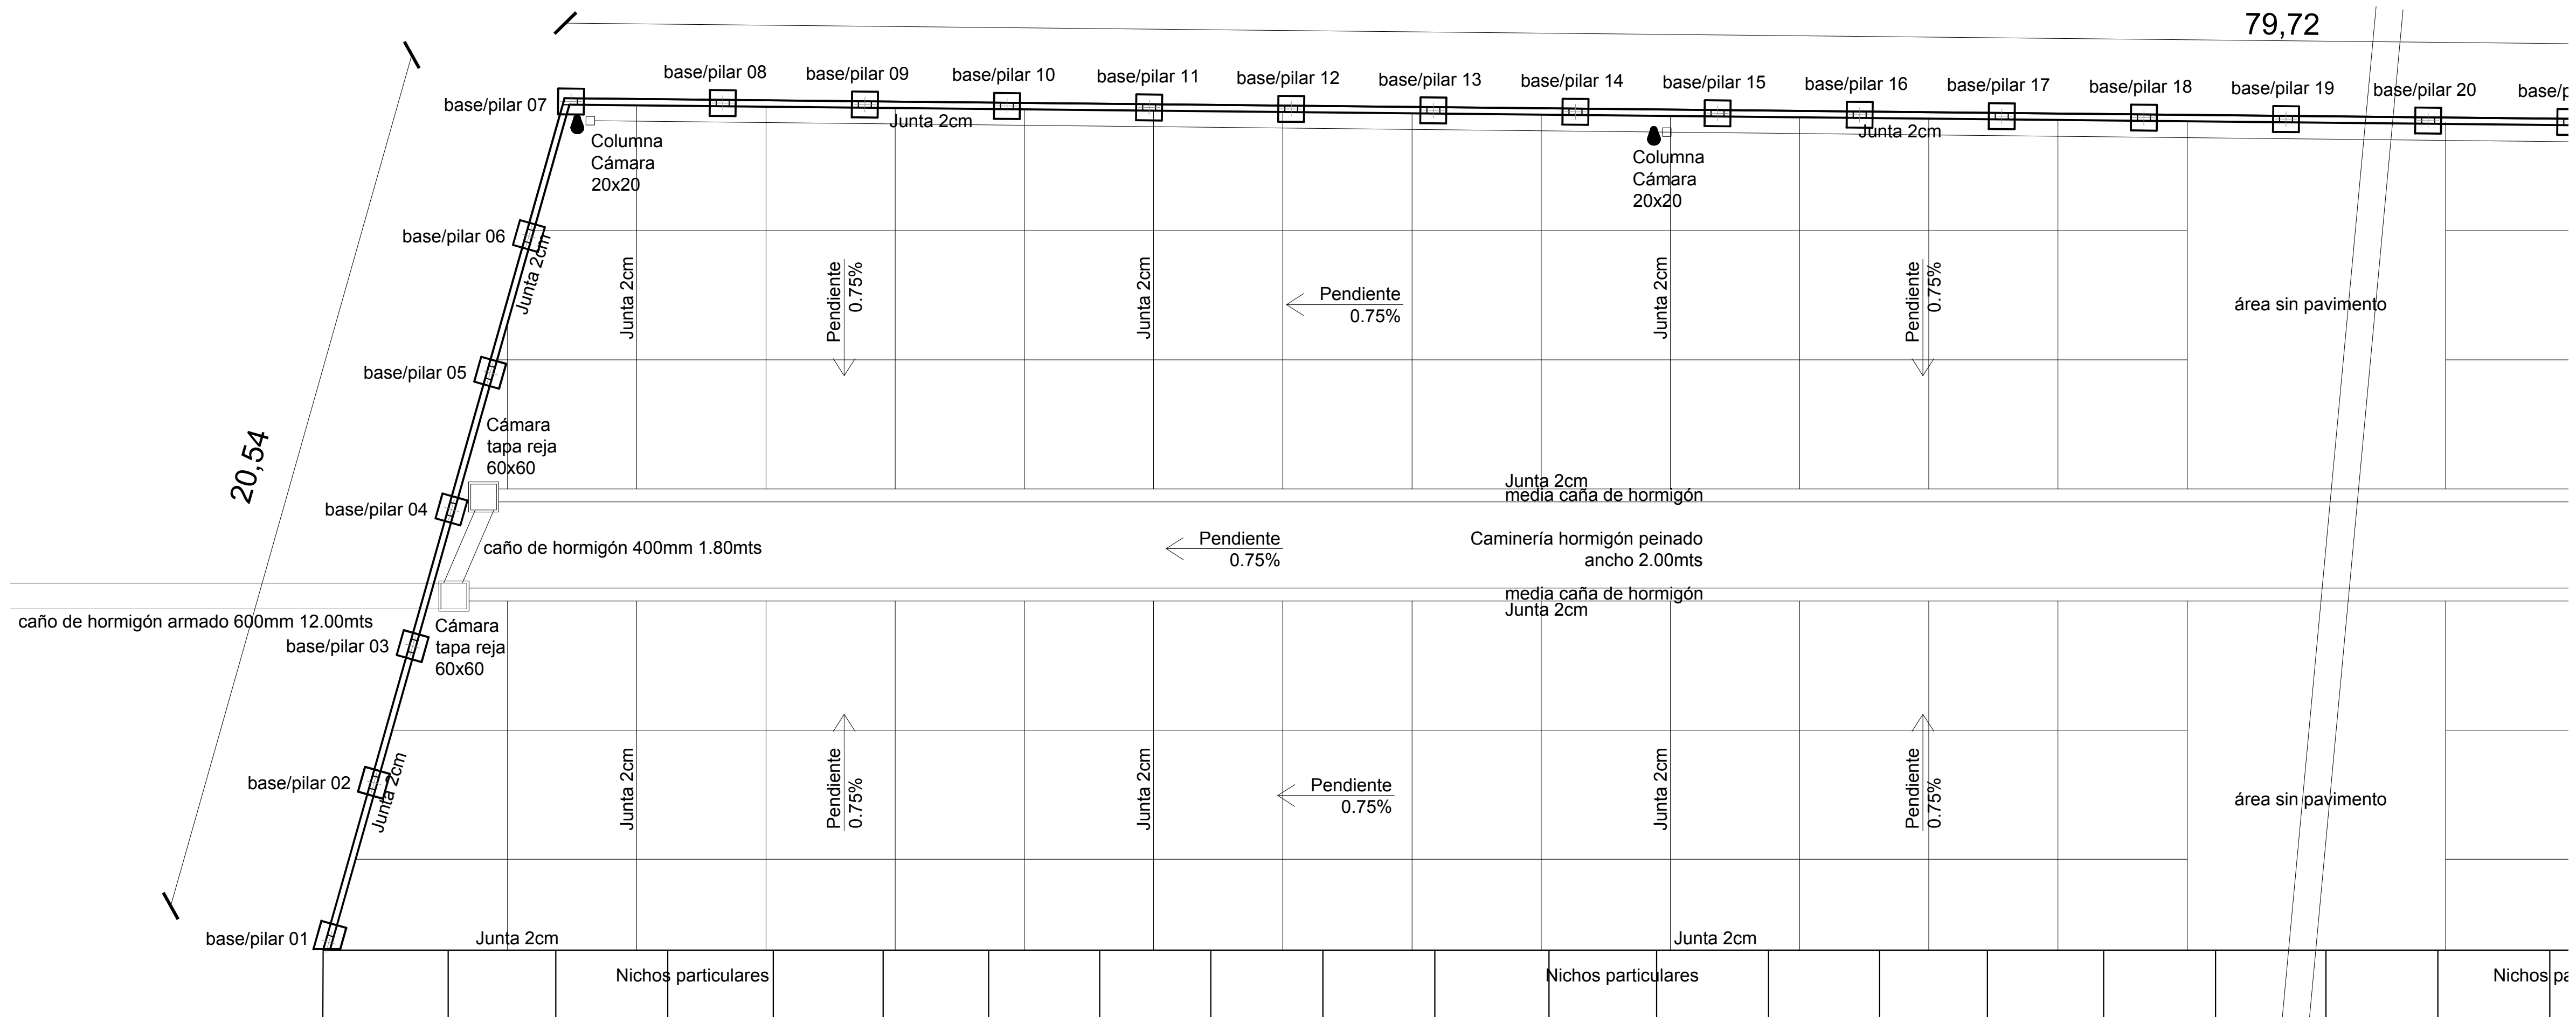 79,72
base/pilar 08
base/pilar 09
base/pilar 10
base/pilar 11
base/pilar 12
base/pilar 13
base/pilar 14
base/pilar 15
base/pilar 16
base/pilar 17
base/pilar 18
base/pilar 19
base/pilar 20
base/p
base/pilar 07
Junta 2cm
Junta 2cm
Columna
Cámara
20x20
Columna
Cámara
20x20
base/pilar 06
Junta 2cm
Junta 2cm
Pendiente
0.75%
Junta 2cm
Pendiente
0.75%
Junta 2cm
Pendiente
0.75%
área sin pavimento
base/pilar 05
20,54
Cámara
tapa reja
60x60
Junta 2cm
media caña de hormigón
base/pilar 04
caño de hormigón 400mm 1.80mts
Pendiente
0.75%
Caminería hormigón peinado
ancho 2.00mts
media caña de hormigón
Junta 2cm
caño de hormigón armado 600mm 12.00mts
Cámara
tapa reja
60x60
base/pilar 03
base/pilar 02
Junta 2cm
Junta 2cm
Pendiente
0.75%
Junta 2cm
Pendiente
0.75%
Junta 2cm
Pendiente
0.75%
área sin pavimento
base/pilar 01
Junta 2cm
Junta 2cm
Nichos particulares
Nichos particulares
Nichos pa